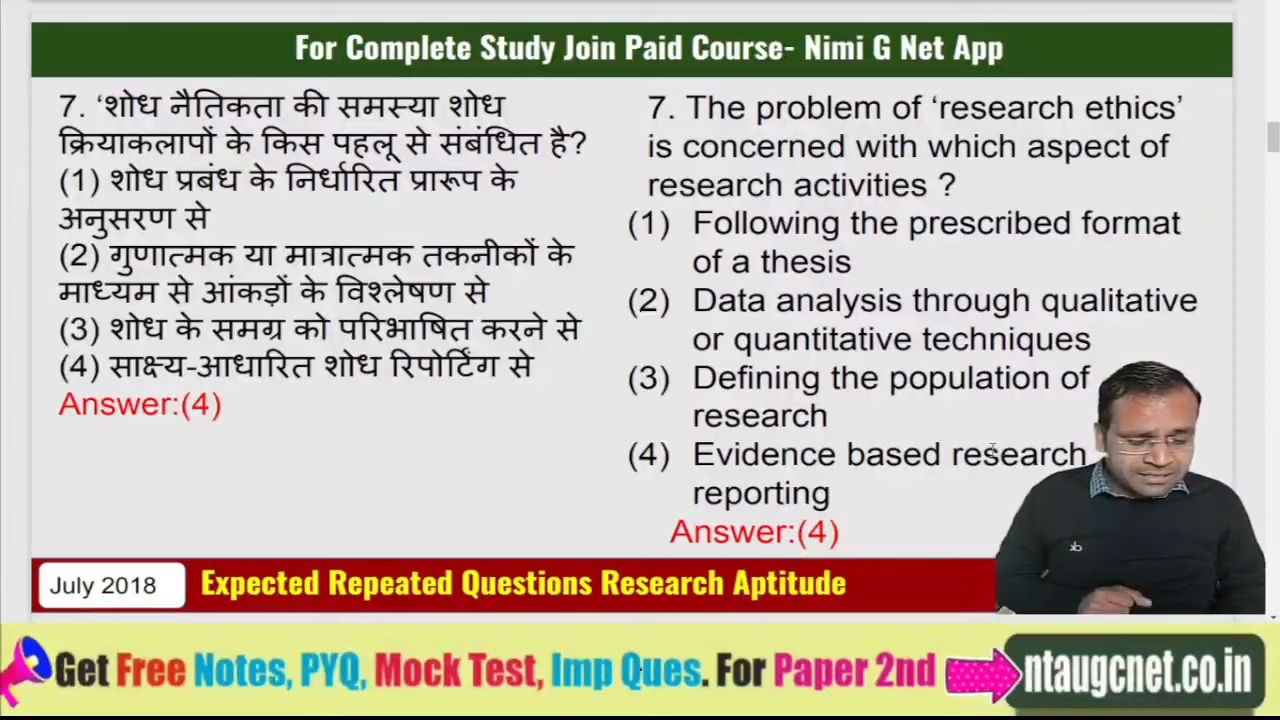 For Complete Study Join Paid Course- Nimi G Net App
7. ‘शोध नैतिकता की समस्या शोध
क्रियाकलापों के किस पहलू से संबंधित है?
(1) शोध प्रबंध के निर्धारित प्रारूप के
अनुसरण से
(2) गुणात्मक या मात्रात्मक तकनीकों के
माध्यम से आंकड़ों के विश्लेषण से
(3) शोध के समग्र को परिभाषित करने से
(4) साक्ष्य-आधारित शोध रिपोर्टिंग से
Answer:(4)
7. The problem of ‘research ethics’
is concerned with which aspect of
research activities ?
(1) Following the prescribed format
of a thesis
(2) Data analysis through qualitative
or quantitative techniques
(3) Defining the population of
research
(4) Evidence based research
reporting
Answer:(4)
July 2018
Expected Repeated Questions Research Aptitude
Get Free Notes, PYQ, Mock Test, Imp Ques. For Paper 2nd
ntaugcnet.co.in